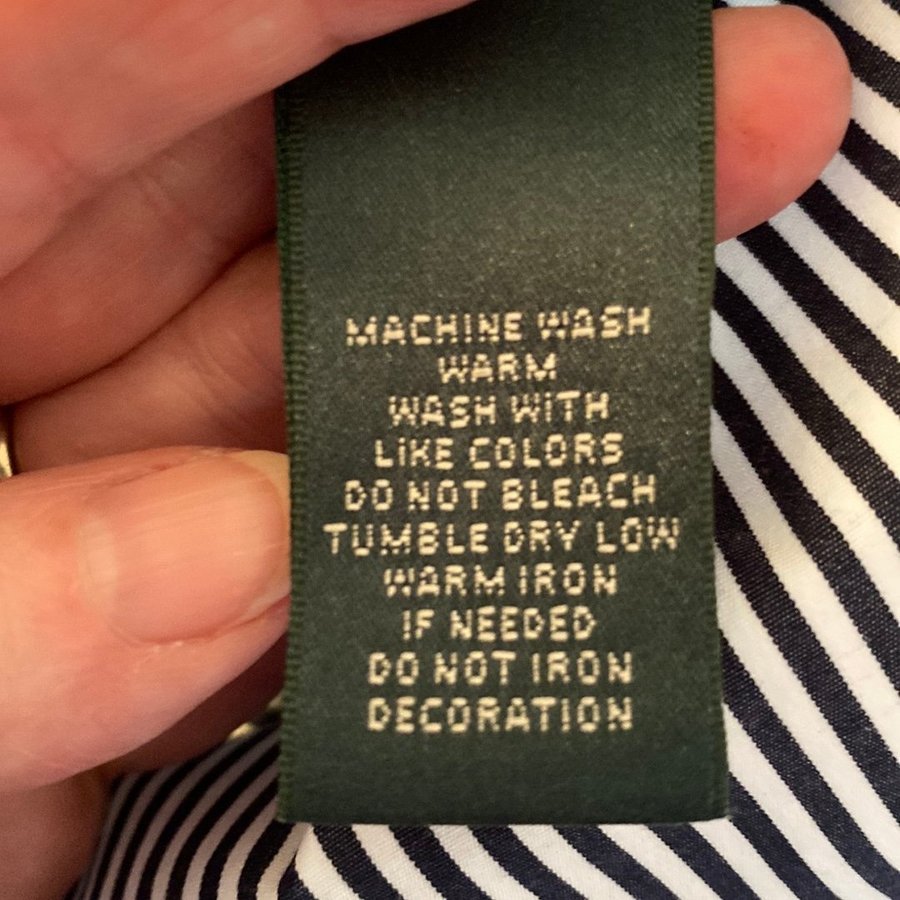 MACHINE WASH
WARM
WASH WITH
LIKE COLORS
DO NOT BLEACH
TUMBLE DRY LOW
WARM IRON
IF NEEDED
DO NOT IRON
DECORATION